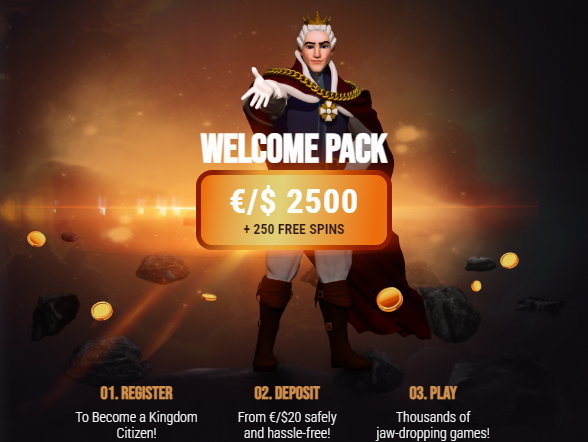 WELCOME PACK
€/$ 2500
+ 250 FREE SPINS
01. REGISTER
To Become a Kingdom
Citizen!
02. DEPOSIT
From €/$20 safely
and hassle-free!
03. PLAY
Thousands of
jaw-dropping games!